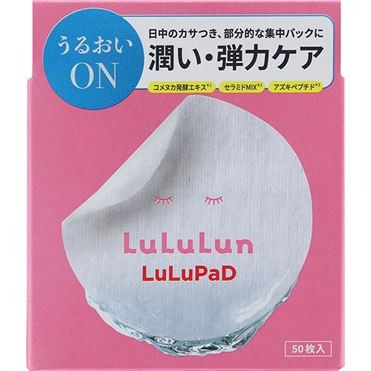 うるおい
ON
日中のカサつき、部分的な集中パックに
潤い・弾力ケア
コメヌカ発酵エキス*1 セラミドMIX*2 アズキペプチド*3
LuLuLun
LuLuPaD
50枚入